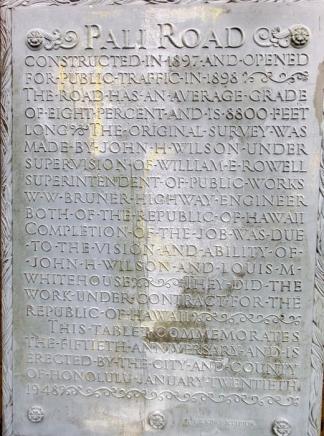 PALI ROAD
CONSTRUCTED·IN·1897·AND·OPENED
FOR·PUBLIC·TRAFFIC·IN·1898
THE·ROAD·HAS·AN·AVERAGE·GRADE
OF·EIGHT·PERCENT·AND·IS·8800·FEET
LONG THE·ORIGINAL·SURVEY·WAS
MADE·BY·JOHN·H·WILSON·UNDER
SUPERVISION·OF·WILLIAM·E·ROWELL
SUPERINTENDENT·OF·PUBLIC·WORKS
W·W·BRUNER·HIGHWAY·ENGINEER
BOTH·OF·THE·REPUBLIC·OF·HAWAII
COMPLETION·OF·THE·JOB·WAS·DUE
·TO·THE·VISION·AND·ABILITY·OF·
·JOHN·H·WILSON·AND·LOUIS·M·
WHITEHOUSE THEY·DID·THE
WORK·UNDER·CONTRACT·FOR·THE
REPUBLIC·OF·HAWAII
THIS·TABLET·COMMEMORATES
THE·FIFTIETH·ANNIVERSARY·AND·IS
ERECTED·BY·THE·CITY·AND·COUNTY
OF·HONOLULU·JANUARY·TWENTIETH
1948